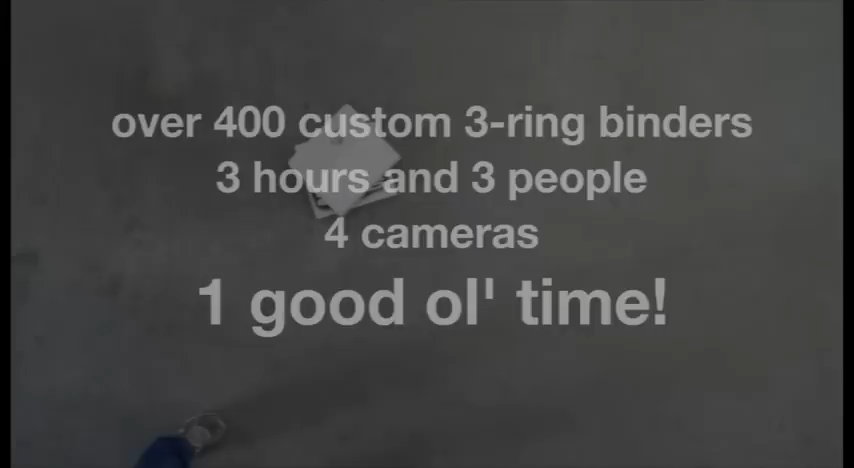 over 400 custom 3-ring binders
3 hours and 3 people
4 cameras
1 good ol' time!